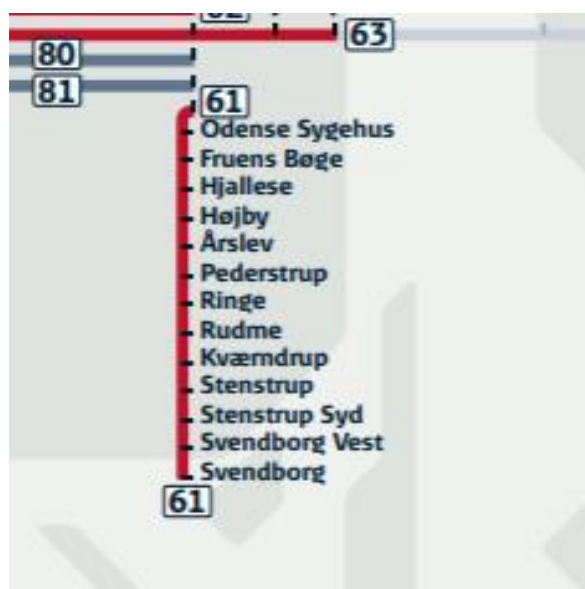 63
80
81
61
Odense Sygehus
Fruens Bøge
Hjallese
Højby
Årslev
Pederstrup
Ringe
Rudme
Kværndrup
Stenstrup
Stenstrup Syd
Svendborg Vest
Svendborg
61